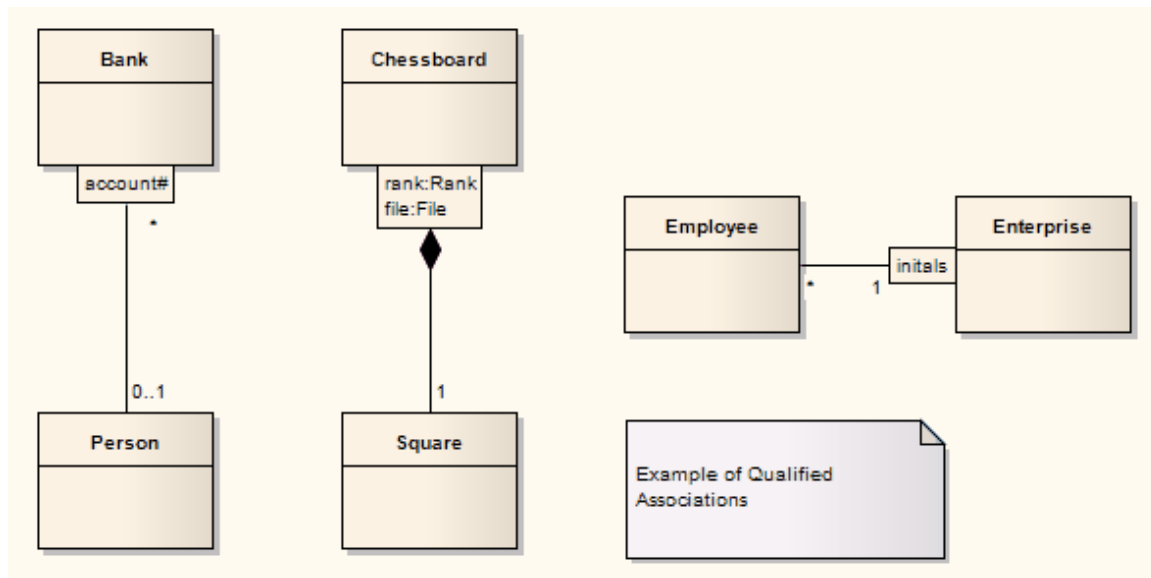 Bank
account#
*
0..1
Person
Chessboard
rank:Rank
file:File
1
Square
Employee
*
1
initals
Enterprise
Example of Qualified
Associations